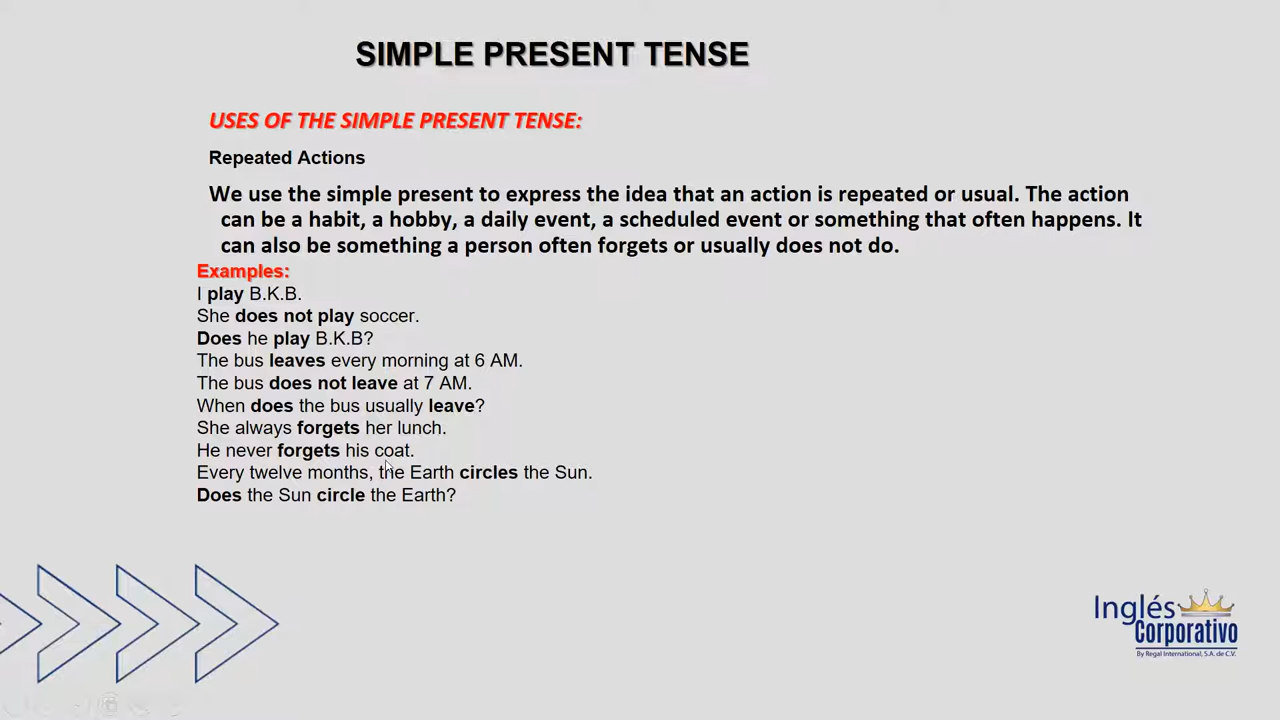 SIMPLE PRESENT TENSE
USES OF THE SIMPLE PRESENT TENSE:
Repeated Actions
We use the simple present to express the idea that an action is repeated or usual. The action
can be a habit, a hobby, a daily event, a scheduled event or something that often happens. It
can also be something a person often forgets or usually does not do.
Examples:
I play B.K.B.
She does not play soccer.
Does he play B.K.B?
The bus leaves every morning at 6 AM.
The bus does not leave at 7 AM.
When does the bus usually leave?
She always forgets her lunch.
He never forgets his coat.
Every twelve months, the Earth circles the Sun.
Does the Sun circle the Earth?
Inglés
Corporativo
By Regal International, S.A. de C.V.